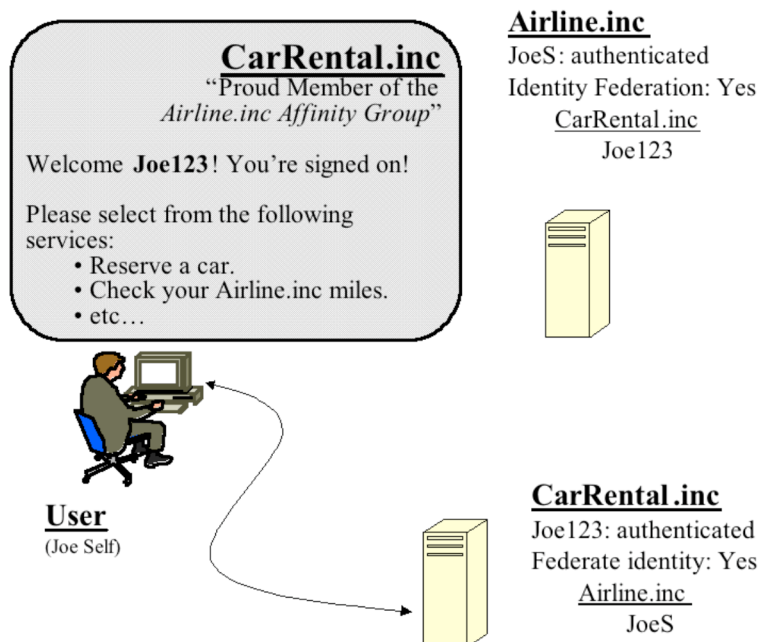 CarRental.inc
“Proud Member of the
Airline.inc Affinity Group”
Welcome Joe123! You’re signed on!
Please select from the following
services:
• Reserve a car.
• Check your Airline.inc miles.
• etc…
Airline.inc
JoeS: authenticated
Identity Federation: Yes
CarRental.inc
Joe123
User
(Joe Self)
CarRental.inc
Joe123: authenticated
Federate identity: Yes
Airline.inc
JoeS